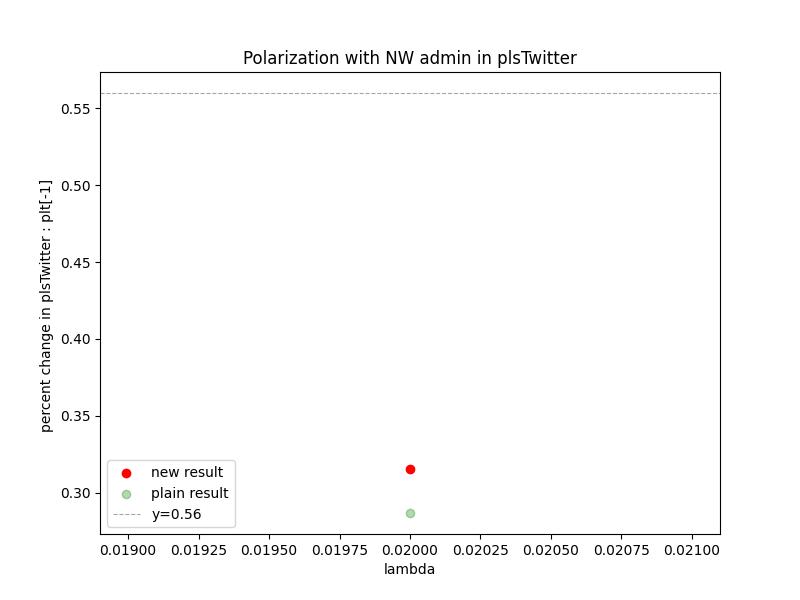 Polarization with NW admin in plsTwitter
percent change in plsTwitter : plt[-1]
0.55
0.50
0.45
0.40
0.35
0.30
new result
plain result
y=0.56
0.01900 0.01925 0.01950 0.01975 0.02000 0.02025 0.02050 0.02075 0.02100
lambda